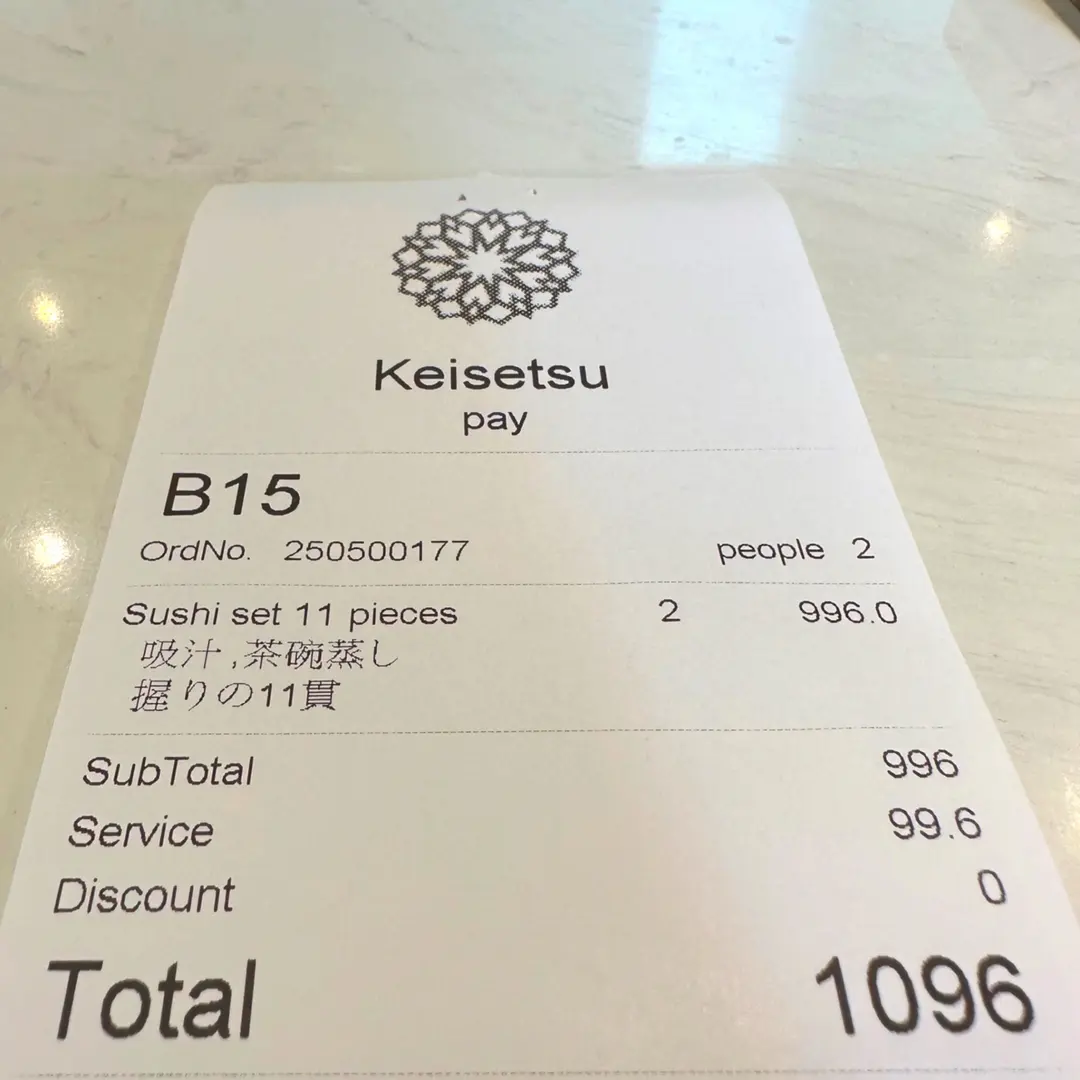 Keisetsu
pay
B15
OrdNo. 250500177 people 2
Sushi set 11 pieces 2 996.0
吸汁,茶碗蒸し
握りの11貫
SubTotal 996
Service 99.6
Discount 0
Total 1096